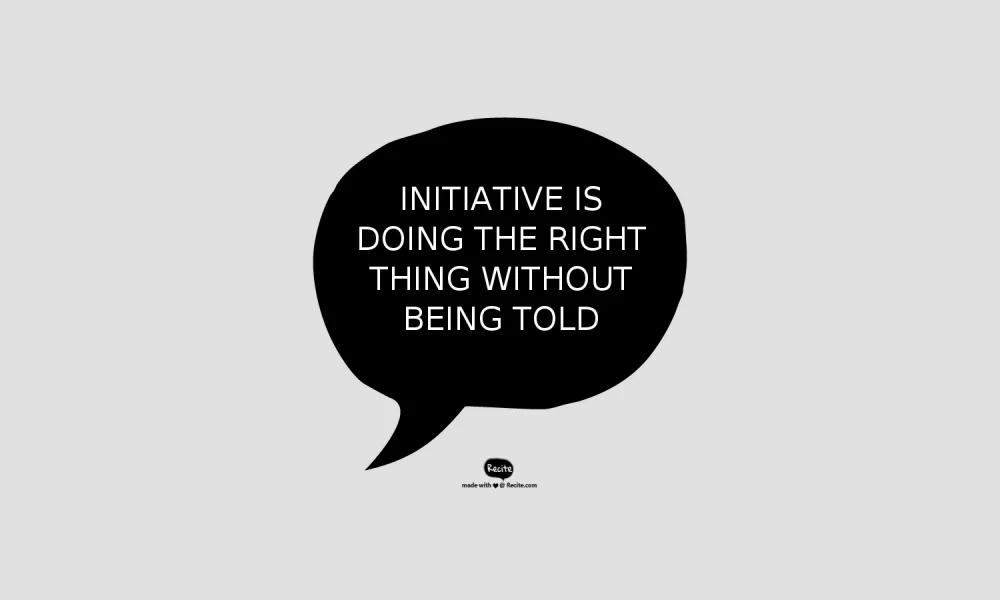 INITIATIVE IS
DOING THE RIGHT
THING WITHOUT
BEING TOLD
Recite
made with ❤ @ Recite.com